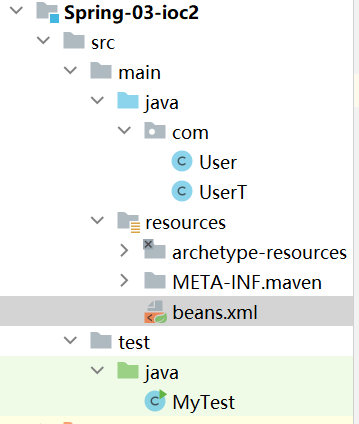 Spring-03-ioc2
src
main
java
com
User
UserT
resources
archetype-resources
META-INF.maven
beans.xml
test
java
MyTest